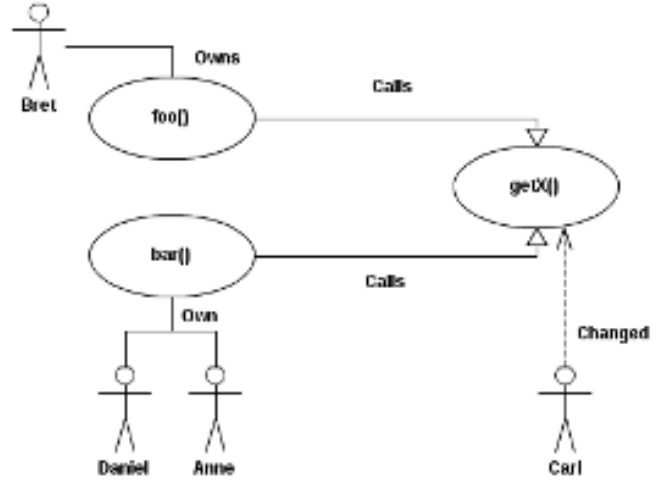 Owns
Calls
Bret
foo()
getX()
bar()
Calls
Own
Changed
Daniel
Anne
Carl